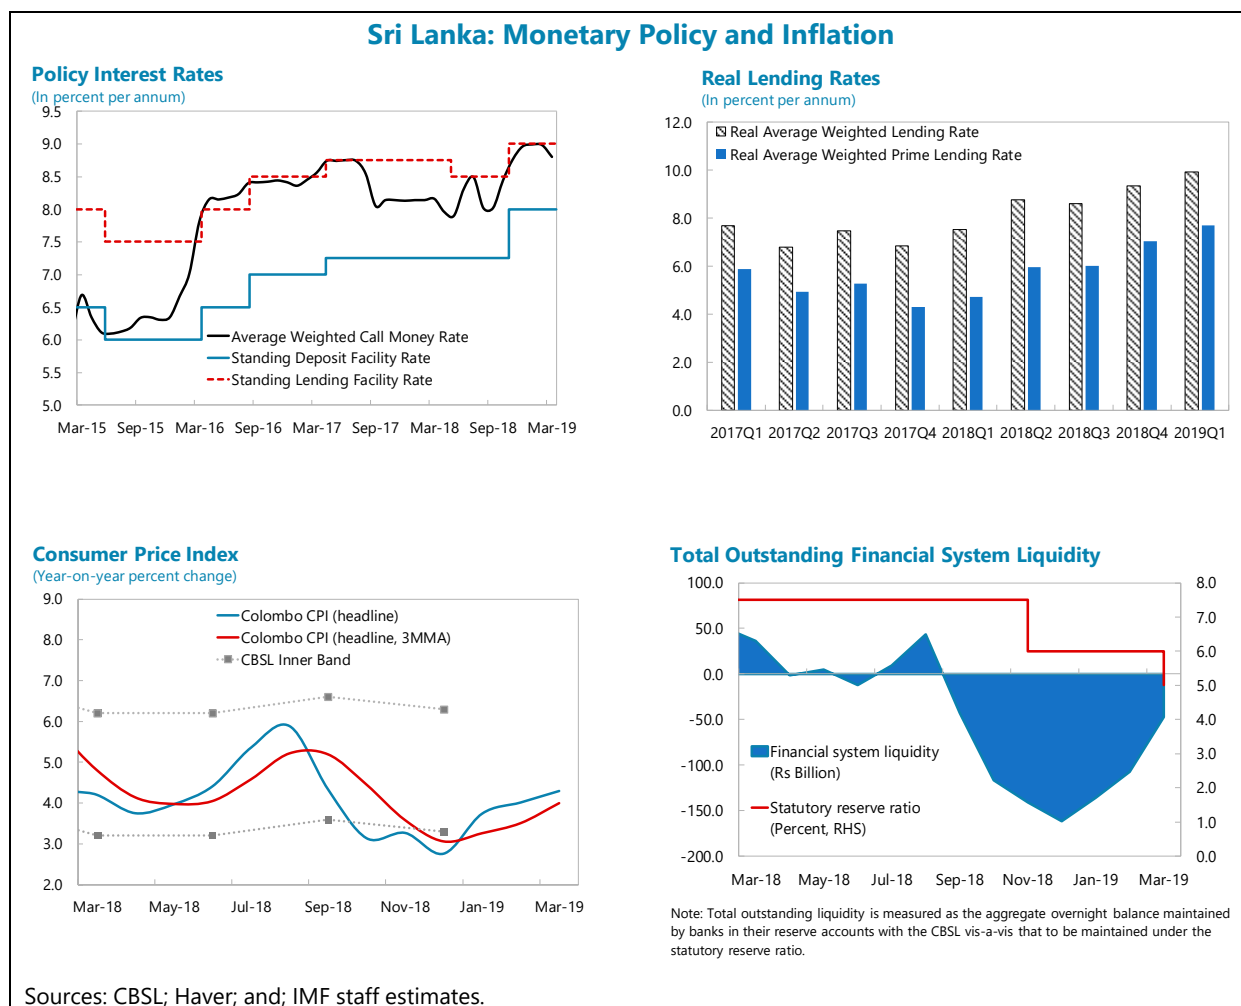 Sri Lanka: Monetary Policy and Inflation
Policy Interest Rates
(In percent per annum)
9.5
9.0
8.5
8.0
7.5
7.0
6.5
6.0
5.5
5.0
Average Weighted Call Money Rate
Standing Deposit Facility Rate
Standing Lending Facility Rate
Mar-15 Sep-15 Mar-16 Sep-16 Mar-17 Sep-17 Mar-18 Sep-18 Mar-19
Real Lending Rates
(In percent per annum)
12.0
10.0
8.0
6.0
4.0
2.0
0.0
Real Average Weighted Lending Rate
Real Average Weighted Prime Lending Rate
2017Q1 2017Q2 2017Q3 2017Q4 2018Q1 2018Q2 2018Q3 2018Q4 2019Q1
Consumer Price Index
(Year-on-year percent change)
9.0
8.0
7.0
6.0
5.0
4.0
3.0
2.0
Colombo CPI (headline)
Colombo CPI (headline, 3MMA)
CBSL Inner Band
Mar-18 May-18 Jul-18 Sep-18 Nov-18 Jan-19 Mar-19
Total Outstanding Financial System Liquidity
100.0
50.0
0.0
-50.0
-100.0
-150.0
-200.0
8.0
7.0
6.0
5.0
4.0
3.0
2.0
1.0
0.0
Financial system liquidity
(Rs Billion)
Statutory reserve ratio
(Percent, RHS)
Mar-18 May-18 Jul-18 Sep-18 Nov-18 Jan-19 Mar-19
Note: Total outstanding liquidity is measured as the aggregate overnight balance maintained
by banks in their reserve accounts with the CBSL vis-a-vis that to be maintained under the
statutory reserve ratio.
Sources: CBSL; Haver; and; IMF staff estimates.